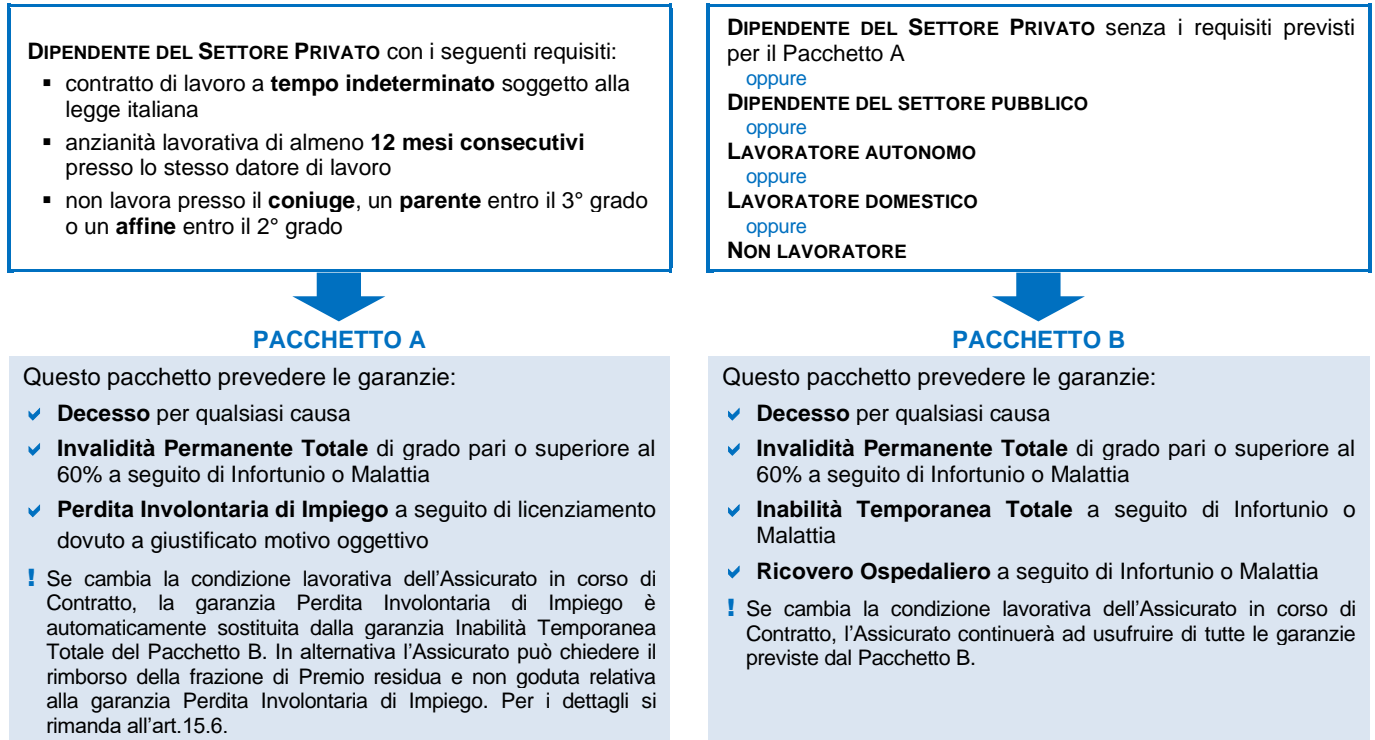 DIPENDENTE DEL SETTORE PRIVATO con i seguenti requisiti:
▪ contratto di lavoro a tempo indeterminato soggetto alla
legge italiana
▪ anzianità lavorativa di almeno 12 mesi consecutivi
presso lo stesso datore di lavoro
▪ non lavora presso il coniuge, un parente entro il 3° grado
o un affine entro il 2° grado
PACCHETTO A
Questo pacchetto prevedere le garanzie:
✓ Decesso per qualsiasi causa
✓ Invalidità Permanente Totale di grado pari o superiore al
60% a seguito di Infortunio o Malattia
✓ Perdita Involontaria di Impiego a seguito di licenziamento
dovuto a giustificato motivo oggettivo
! Se cambia la condizione lavorativa dell’Assicurato in corso di
Contratto, la garanzia Perdita Involontaria di Impiego è
automaticamente sostituita dalla garanzia Inabilità Temporanea
Totale del Pacchetto B. In alternativa l’Assicurato può chiedere il
rimborso della frazione di Premio residua e non goduta relativa
alla garanzia Perdita Involontaria di Impiego. Per i dettagli si
rimanda all’art.15.6.
DIPENDENTE DEL SETTORE PRIVATO senza i requisiti previsti
per il Pacchetto A
oppure
DIPENDENTE DEL SETTORE PUBBLICO
oppure
LAVORATORE AUTONOMO
oppure
LAVORATORE DOMESTICO
oppure
NON LAVORATORE
PACCHETTO B
Questo pacchetto prevedere le garanzie:
✓ Decesso per qualsiasi causa
✓ Invalidità Permanente Totale di grado pari o superiore al
60% a seguito di Infortunio o Malattia
✓ Inabilità Temporanea Totale a seguito di Infortunio o
Malattia
✓ Ricovero Ospedaliero a seguito di Infortunio o Malattia
! Se cambia la condizione lavorativa dell’Assicurato in corso di
Contratto, l’Assicurato continuerà ad usufruire di tutte le garanzie
previste dal Pacchetto B.